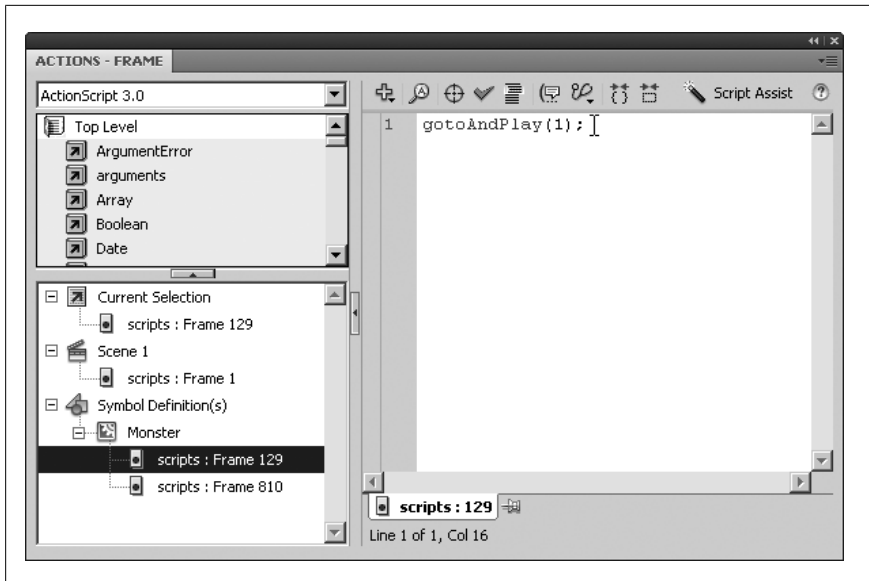 ACTIONS - FRAME
ActionScript 3.0
Top Level
ArgumentError
arguments
Array
Boolean
Date
Current Selection
scripts : Frame 129
Scene 1
scripts : Frame 1
Symbol Definition(s)
Monster
scripts : Frame 129
scripts : Frame 810
Script Assist
1 gotoAndPlay(1);
scripts : 129
Line 1 of 1, Col 16